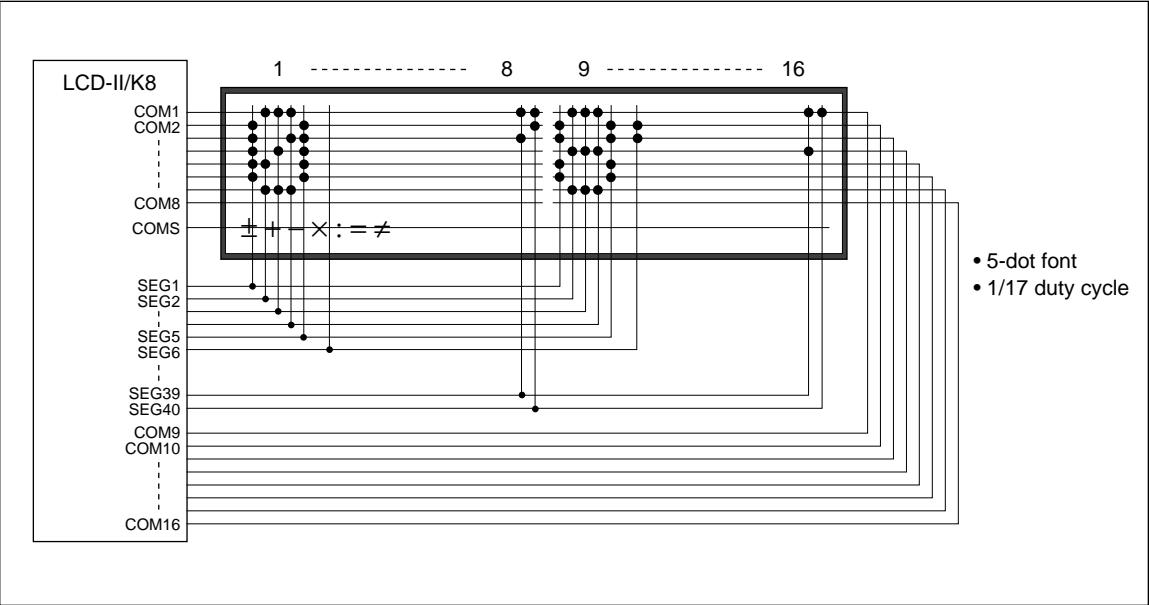 LCD-II/K8
1 8 9 16
COM1
COM2
COM8
COMS
± + − × : = ≠
SEG1
SEG2
SEG5
SEG6
SEG39
SEG40
COM9
COM10
COM16
• 5-dot font
• 1/17 duty cycle